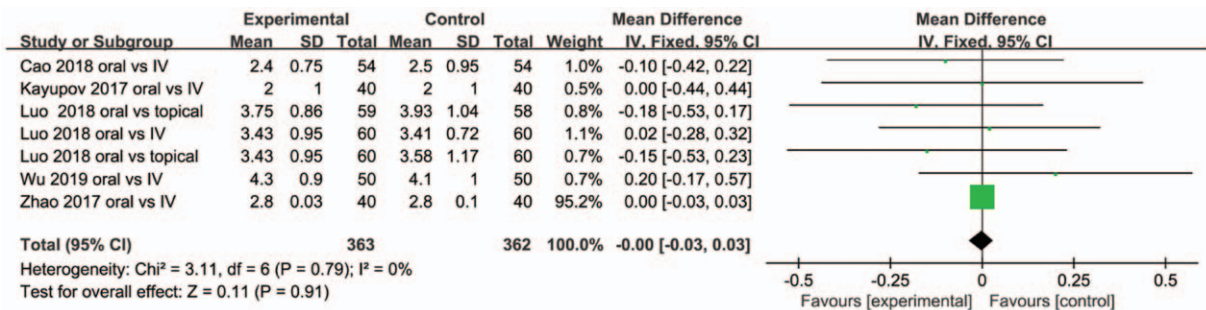 Experimental Control Mean Difference Mean Difference
Study or Subgroup Mean SD Total Mean SD Total Weight IV, Fixed, 95% CI IV, Fixed, 95% CI
Cao 2018 oral vs IV 2.4 0.75 54 2.5 0.95 54 1.0% -0.10 [-0.42, 0.22]
Kayupov 2017 oral vs IV 2 1 40 2 1 40 0.5% 0.00 [-0.44, 0.44]
Luo 2018 oral vs topical 3.75 0.86 59 3.93 1.04 58 0.8% -0.18 [-0.53, 0.17]
Luo 2018 oral vs IV 3.43 0.95 60 3.41 0.72 60 1.1% 0.02 [-0.28, 0.32]
Luo 2018 oral vs topical 3.43 0.95 60 3.58 1.17 60 0.7% -0.15 [-0.53, 0.23]
Wu 2019 oral vs IV 4.3 0.9 50 4.1 1 50 0.7% 0.20 [-0.17, 0.57]
Zhao 2017 oral vs IV 2.8 0.03 40 2.8 0.1 40 95.2% 0.00 [-0.03, 0.03]
Total (95% CI) 363 362 100.0% -0.00 [-0.03, 0.03]
Heterogeneity: Chi² = 3.11, df = 6 (P = 0.79); I² = 0%
Test for overall effect: Z = 0.11 (P = 0.91)
-0.5 -0.25 0 0.25 0.5
Favours [experimental] Favours [control]